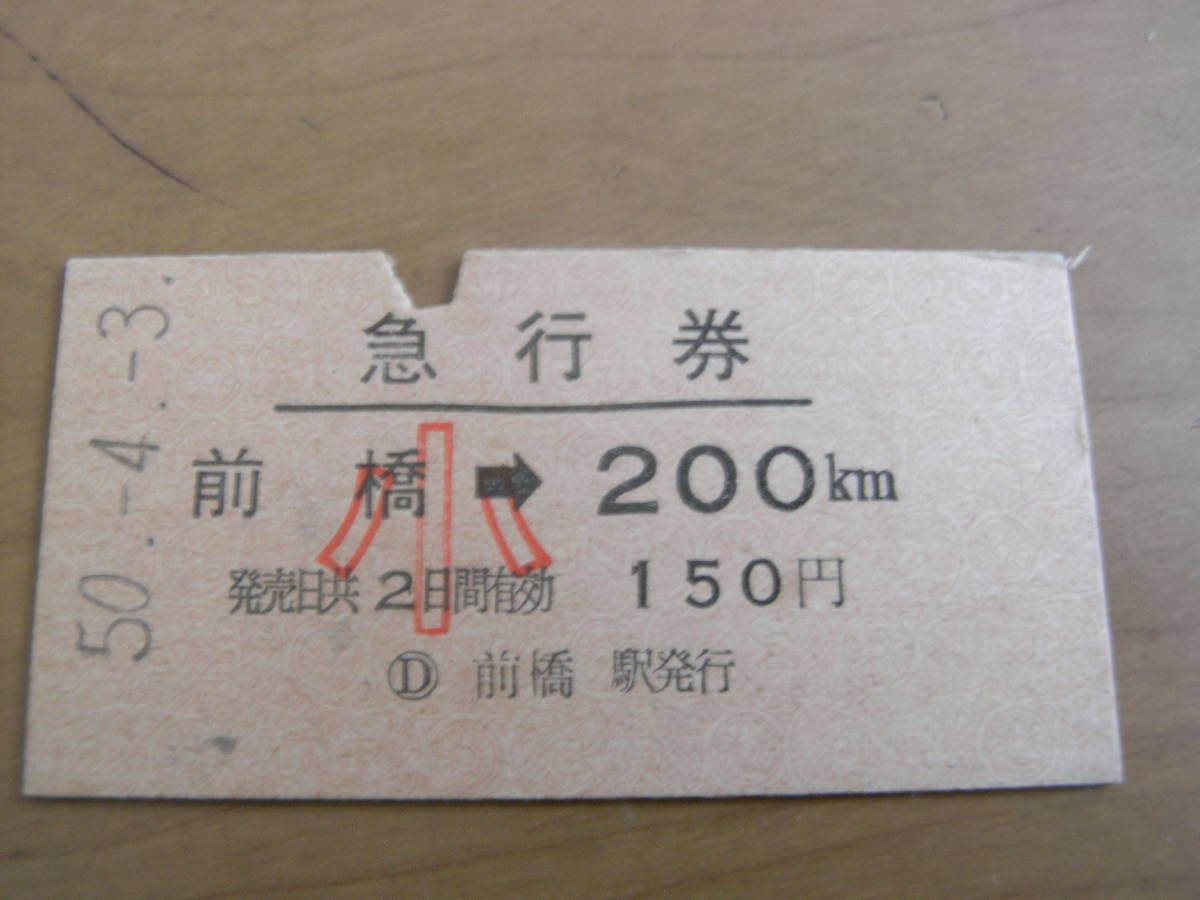 50.-4.-3.
急行券
前橋➡200km
小
発売日共2日間有効 150円
Ⓓ 前橋 駅発行